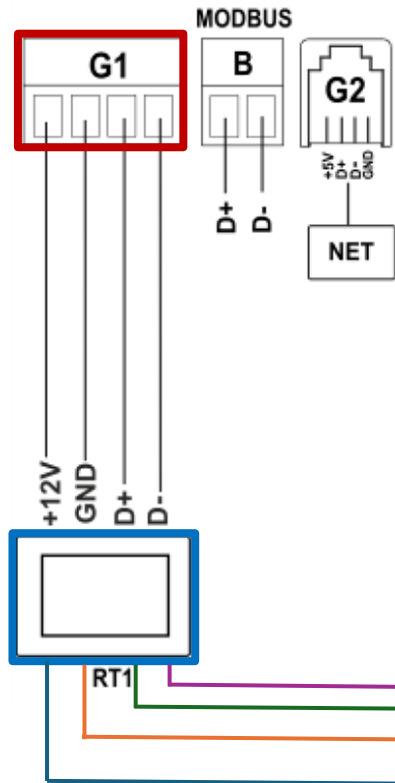 MODBUS
G1
B
G2
+5V
D+
D-
GND
D+
D-
NET
+12V
GND
D+
D-
RT1